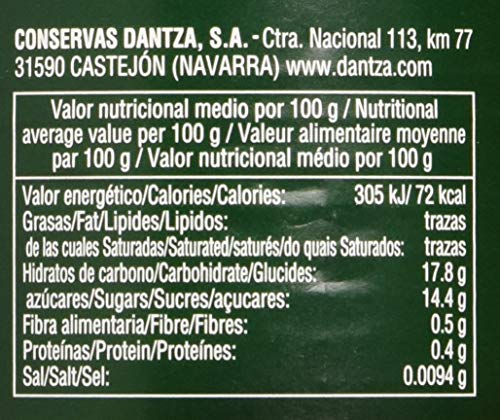 CONSERVAS DANTZA, S.A. - Ctra. Nacional 113, km 77
31590 CASTEJÓN (NAVARRA) www.dantza.com
Valor nutricional medio por 100 g / Nutritional
average value per 100 g / Valeur alimentaire moyenne
par 100 g / Valor nutricional médio por 100 g
Valor energético/Calories/Calories: 305 kJ/ 72 kcal
Grasas/Fat/Lipides/Lipidos: trazas
de las cuales Saturadas/Saturated/saturés/do quais Saturados: trazas
Hidratos de carbono/Carbohidrate/Glucides: 17.8 g
azúcares/Sugars/Sucres/açucares: 14.4 g
Fibra alimentaria/Fibre/Fibres: 0.5 g
Proteínas/Protein/Proteínes: 0.4 g
Sal/Salt/Sel: 0.0094 g